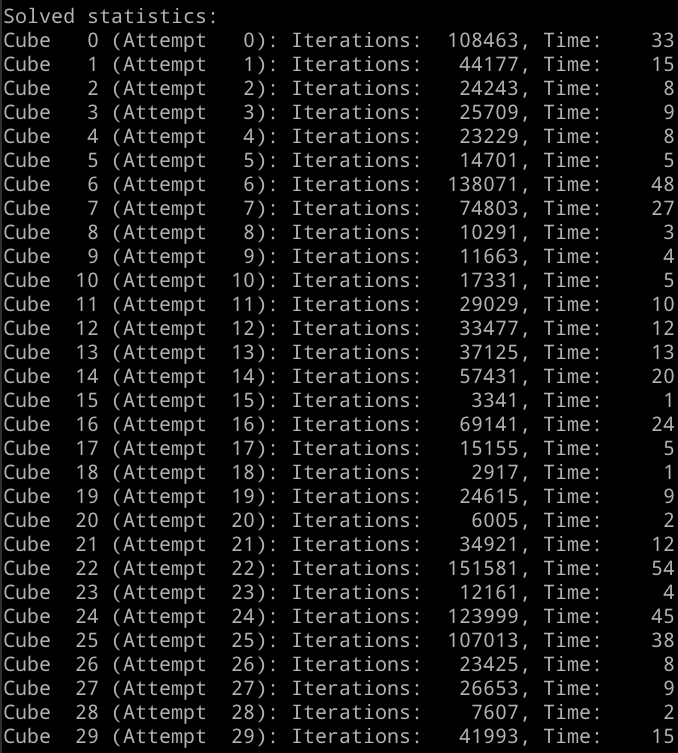 Solved statistics:
Cube   0 (Attempt   0): Iterations:  108463, Time:    33
Cube   1 (Attempt   1): Iterations:   44177, Time:    15
Cube   2 (Attempt   2): Iterations:   24243, Time:     8
Cube   3 (Attempt   3): Iterations:   25709, Time:     9
Cube   4 (Attempt   4): Iterations:   23229, Time:     8
Cube   5 (Attempt   5): Iterations:   14701, Time:     5
Cube   6 (Attempt   6): Iterations:  138071, Time:    48
Cube   7 (Attempt   7): Iterations:   74803, Time:    27
Cube   8 (Attempt   8): Iterations:   10291, Time:     3
Cube   9 (Attempt   9): Iterations:   11663, Time:     4
Cube  10 (Attempt  10): Iterations:   17331, Time:     5
Cube  11 (Attempt  11): Iterations:   29029, Time:    10
Cube  12 (Attempt  12): Iterations:   33477, Time:    12
Cube  13 (Attempt  13): Iterations:   37125, Time:    13
Cube  14 (Attempt  14): Iterations:   57431, Time:    20
Cube  15 (Attempt  15): Iterations:    3341, Time:     1
Cube  16 (Attempt  16): Iterations:   69141, Time:    24
Cube  17 (Attempt  17): Iterations:   15155, Time:     5
Cube  18 (Attempt  18): Iterations:    2917, Time:     1
Cube  19 (Attempt  19): Iterations:   24615, Time:     9
Cube  20 (Attempt  20): Iterations:    6005, Time:     2
Cube  21 (Attempt  21): Iterations:   34921, Time:    12
Cube  22 (Attempt  22): Iterations:  151581, Time:    54
Cube  23 (Attempt  23): Iterations:   12161, Time:     4
Cube  24 (Attempt  24): Iterations:  123999, Time:    45
Cube  25 (Attempt  25): Iterations:  107013, Time:    38
Cube  26 (Attempt  26): Iterations:   23425, Time:     8
Cube  27 (Attempt  27): Iterations:   26653, Time:     9
Cube  28 (Attempt  28): Iterations:    7607, Time:     2
Cube  29 (Attempt  29): Iterations:   41993, Time:    15